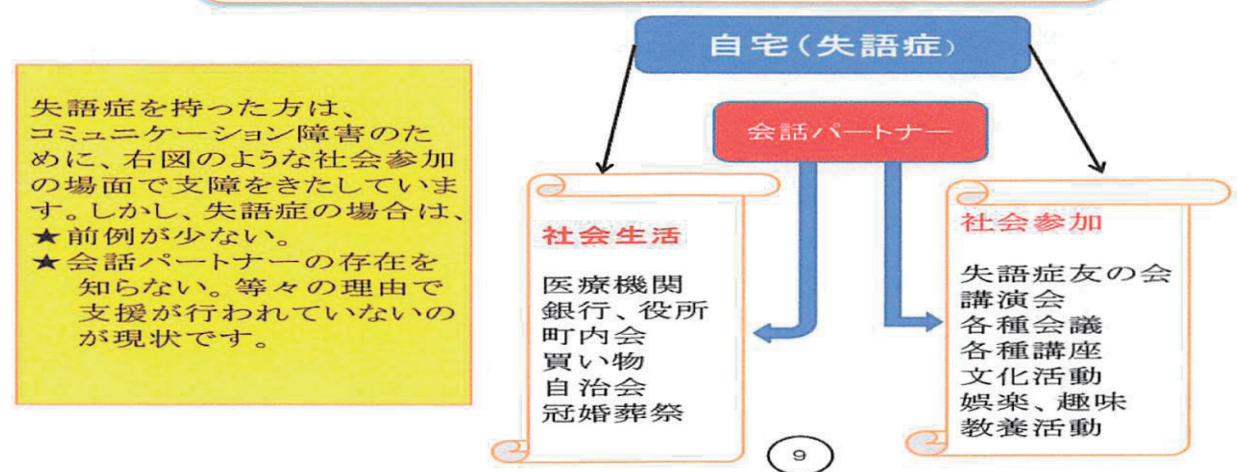 自宅(失語症)
会話パートナー
失語症を持った方は、
コミュニケーション障害のた
めに、右図のような社会参加
の場面で支障をきたしていま
す。しかし、失語症の場合は、
★前例が少ない。
★会話パートナーの存在を
知らない。等々の理由で
支援が行われていないの
が現状です。
社会生活
医療機関
銀行、役所
町内会
買い物
自治会
冠婚葬祭
社会参加
失語症友の会
講演会
各種会議
各種講座
文化活動
娯楽、趣味
教養活動
9